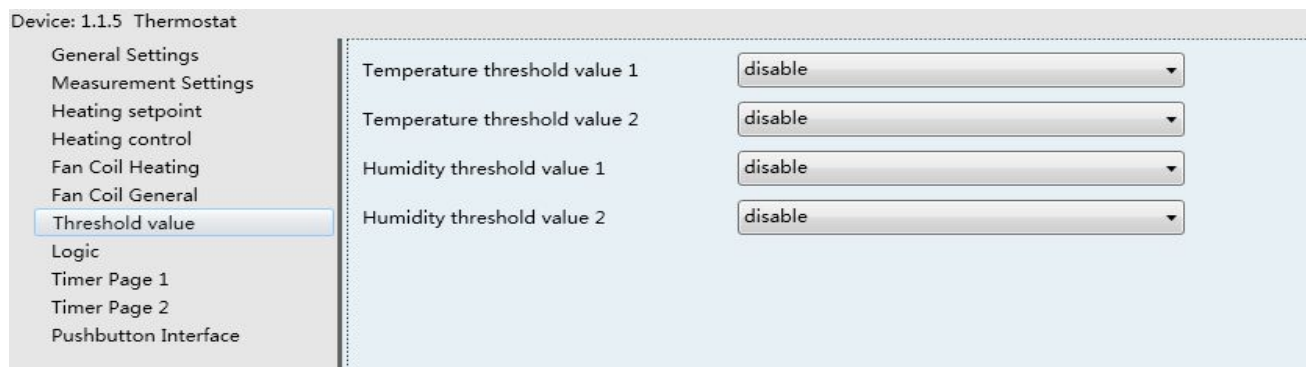 Device: 1.1.5 Thermostat
General Settings
Measurement Settings
Heating setpoint
Heating control
Fan Coil Heating
Fan Coil General
Threshold value
Logic
Timer Page 1
Timer Page 2
Pushbutton Interface
Temperature threshold value 1 disable
Temperature threshold value 2 disable
Humidity threshold value 1 disable
Humidity threshold value 2 disable